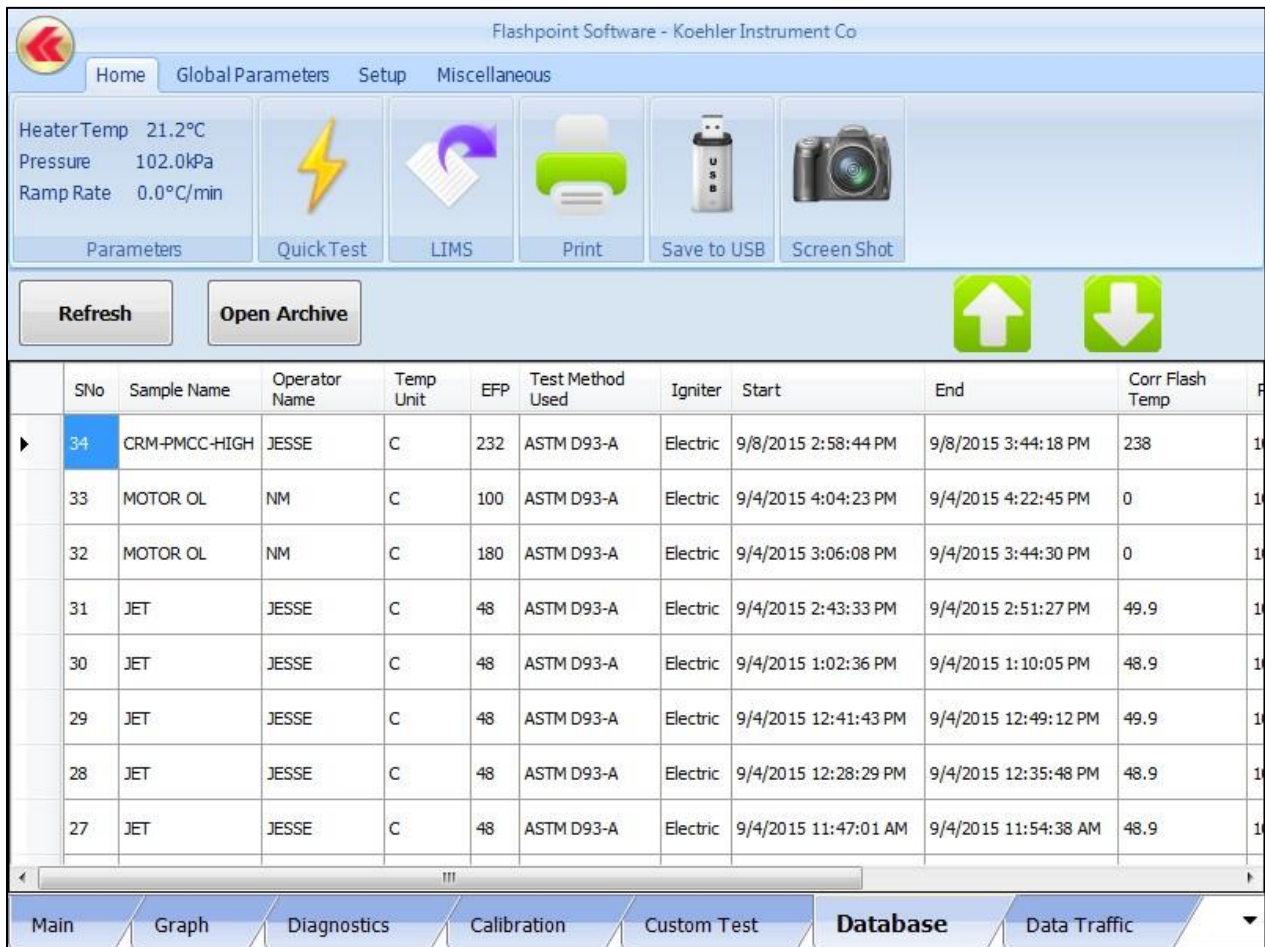 Flashpoint Software - Koehler Instrument Co
Home Global Parameters Setup Miscellaneous
Heater Temp 21.2°C
Pressure 102.0kPa
Ramp Rate 0.0°C/min
USB
Parameters Quick Test LIMS Print Save to USB Screen Shot
Refresh Open Archive
SNo Sample Name Operator Name Temp Unit EFP Test Method Used Igniter Start End Corr Flash Temp
34 CRM-PMCC-HIGH JESSE C 232 ASTM D93-A Electric 9/8/2015 2:58:44 PM 9/8/2015 3:44:18 PM 238
33 MOTOR OL NM C 100 ASTM D93-A Electric 9/4/2015 4:04:23 PM 9/4/2015 4:22:45 PM 0
32 MOTOR OL NM C 180 ASTM D93-A Electric 9/4/2015 3:06:08 PM 9/4/2015 3:44:30 PM 0
31 JET JESSE C 48 ASTM D93-A Electric 9/4/2015 2:43:33 PM 9/4/2015 2:51:27 PM 49.9
30 JET JESSE C 48 ASTM D93-A Electric 9/4/2015 1:02:36 PM 9/4/2015 1:10:05 PM 48.9
29 JET JESSE C 48 ASTM D93-A Electric 9/4/2015 12:41:43 PM 9/4/2015 12:49:12 PM 49.9
28 JET JESSE C 48 ASTM D93-A Electric 9/4/2015 12:28:29 PM 9/4/2015 12:35:48 PM 48.9
27 JET JESSE C 48 ASTM D93-A Electric 9/4/2015 11:47:01 AM 9/4/2015 11:54:38 AM 48.9
Main Graph Diagnostics Calibration Custom Test Database Data Traffic